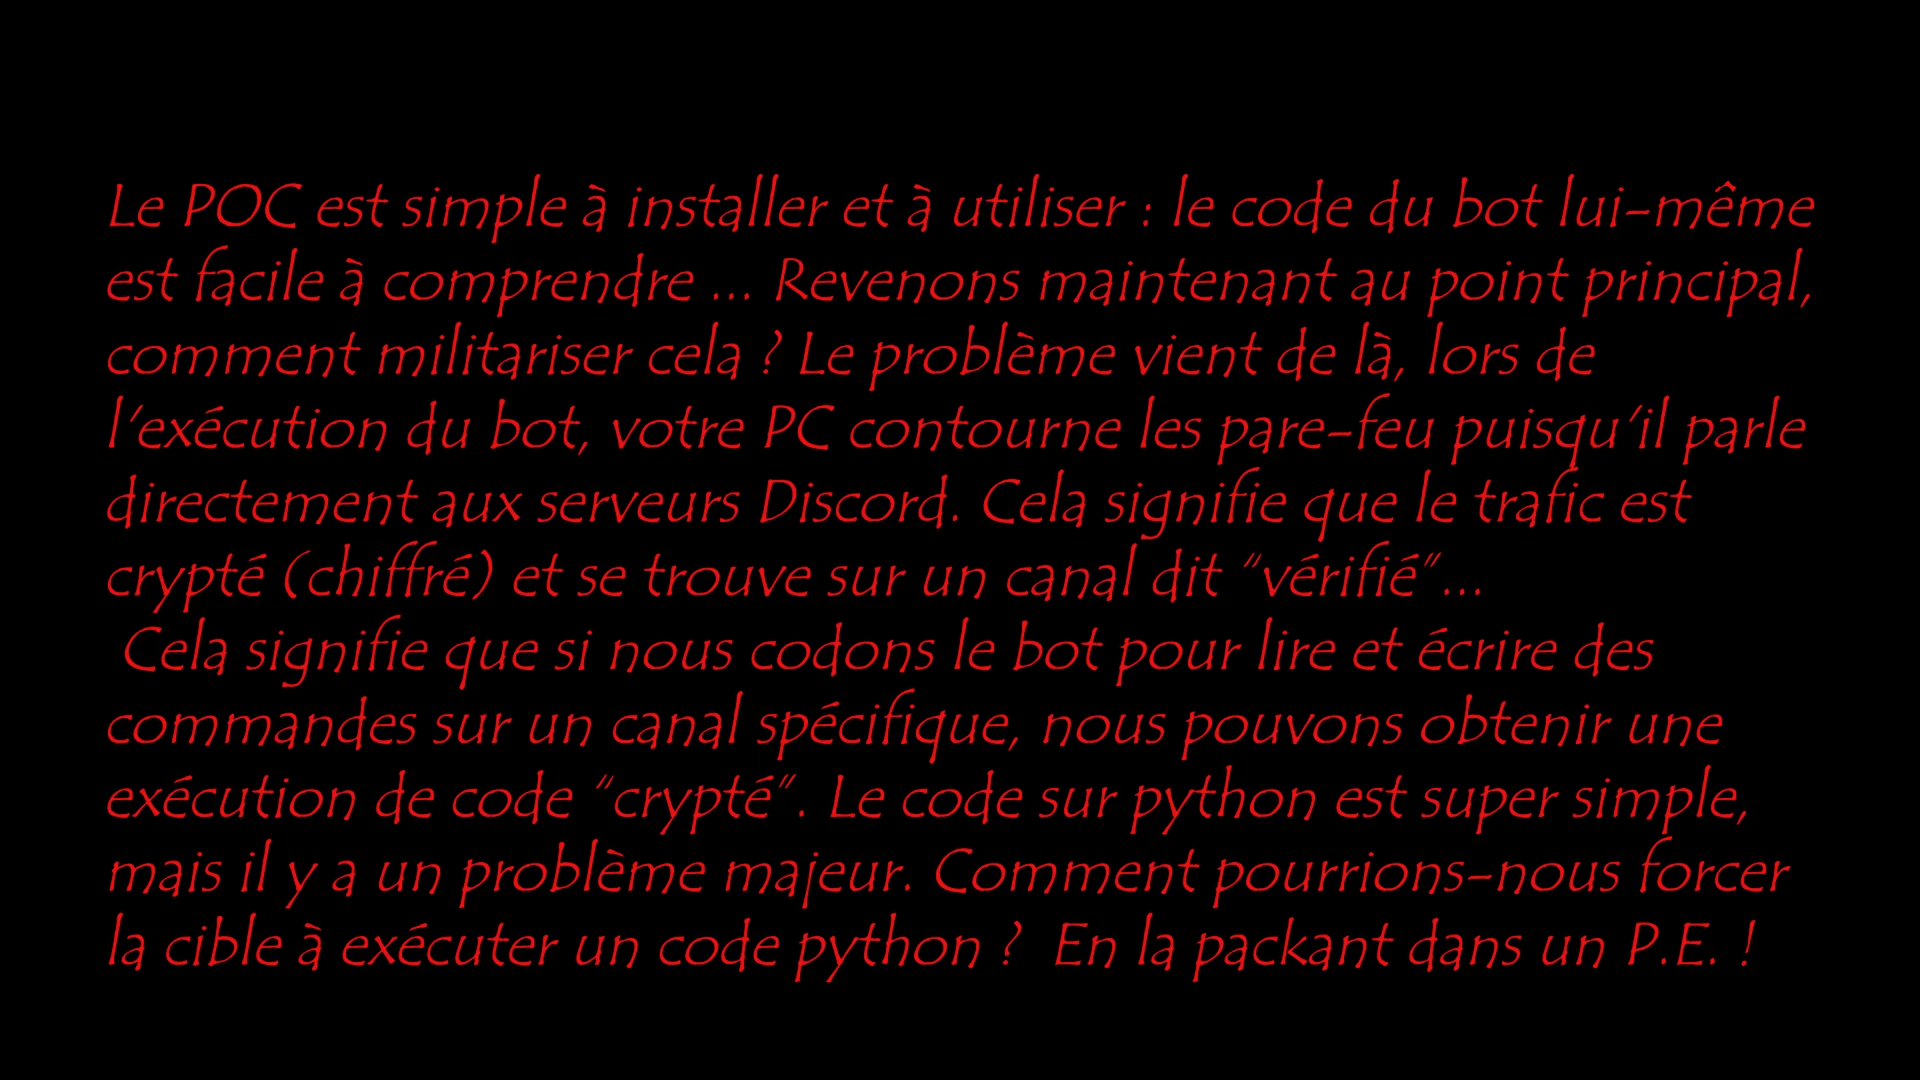 Le POC est simple à installer et à utiliser : le code du bot lui-même
est facile à comprendre ... Revenons maintenant au point principal,
comment militariser cela ? Le problème vient de là, lors de
l'exécution du bot, votre PC contourne les pare-feu puisqu'il parle
directement aux serveurs Discord. Cela signifie que le trafic est
crypté (chiffré) et se trouve sur un canal dit "vérifié"...
Cela signifie que si nous codons le bot pour lire et écrire des
commandes sur un canal spécifique, nous pouvons obtenir une
exécution de code "crypté". Le code sur python est super simple,
mais il y a un problème majeur. Comment pourrions-nous forcer
la cible à exécuter un code python ? En la packant dans un P.E. !